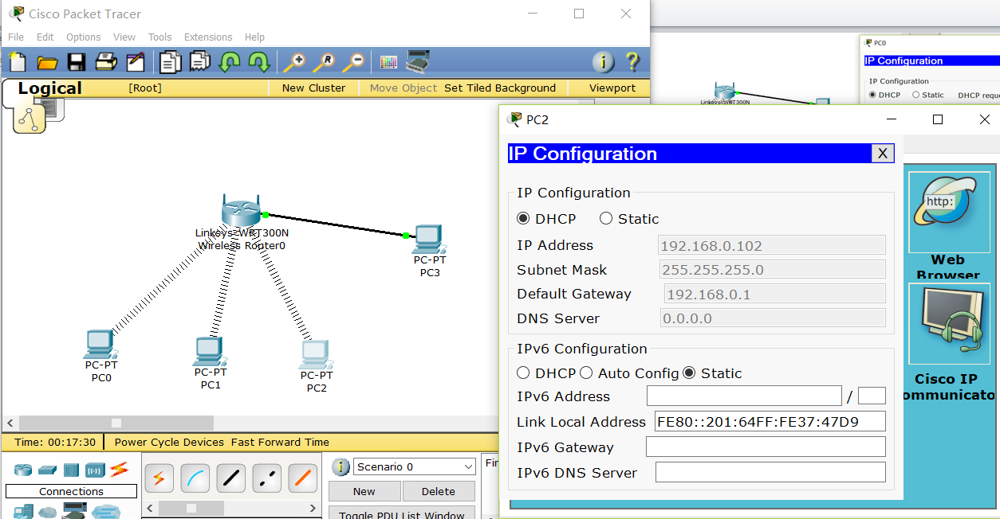 Cisco Packet Tracer
File Edit Options View Tools Extensions Help
Logical [Root] New Cluster Move Object Set Tiled Background Viewport
Linksys-WRT300N
Wireless Router0
PC-PT
PC3
PC-PT
PC0
PC-PT
PC1
PC-PT
PC2
Time: 00:17:30 Power Cycle Devices Fast Forward Time
Connections
Scenario 0
New Delete
Toggle PDU List Window
Fir
PC0
IP Configuration
IP Configuration
DHCP Static DHCP reque
Linksys-WRT300N
PC2
IP Configuration X
IP Configuration
DHCP Static
IP Address 192.168.0.102
Subnet Mask 255.255.255.0
Default Gateway 192.168.0.1
DNS Server 0.0.0.0
IPv6 Configuration
DHCP Auto Config Static
IPv6 Address /
Link Local Address FE80::201:64FF:FE37:47D9
IPv6 Gateway
IPv6 DNS Server
http:
Web
Browser
Cisco IP
ommunicato